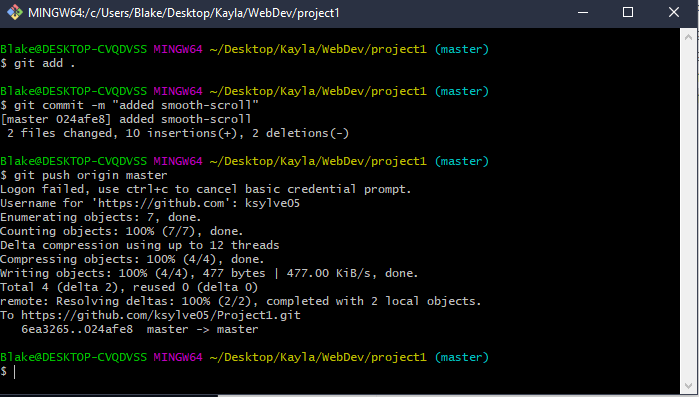 MINGW64:/c/Users/Blake/Desktop/Kayla/WebDev/project1
Blake@DESKTOP-CVQDVSS MINGW64 ~/Desktop/Kayla/WebDev/project1 (master)
$ git add .
Blake@DESKTOP-CVQDVSS MINGW64 ~/Desktop/Kayla/WebDev/project1 (master)
$ git commit -m "added smooth-scroll"
[master 024afe8] added smooth-scroll
 2 files changed, 10 insertions(+), 2 deletions(-)
Blake@DESKTOP-CVQDVSS MINGW64 ~/Desktop/Kayla/WebDev/project1 (master)
$ git push origin master
Logon failed, use ctrl+c to cancel basic credential prompt.
Username for 'https://github.com': ksylve05
Enumerating objects: 7, done.
Counting objects: 100% (7/7), done.
Delta compression using up to 12 threads
Compressing objects: 100% (4/4), done.
Writing objects: 100% (4/4), 477 bytes | 477.00 KiB/s, done.
Total 4 (delta 2), reused 0 (delta 0)
remote: Resolving deltas: 100% (2/2), completed with 2 local objects.
To https://github.com/ksylve05/Project1.git
   6ea3265..024afe8  master -> master
Blake@DESKTOP-CVQDVSS MINGW64 ~/Desktop/Kayla/WebDev/project1 (master)
$